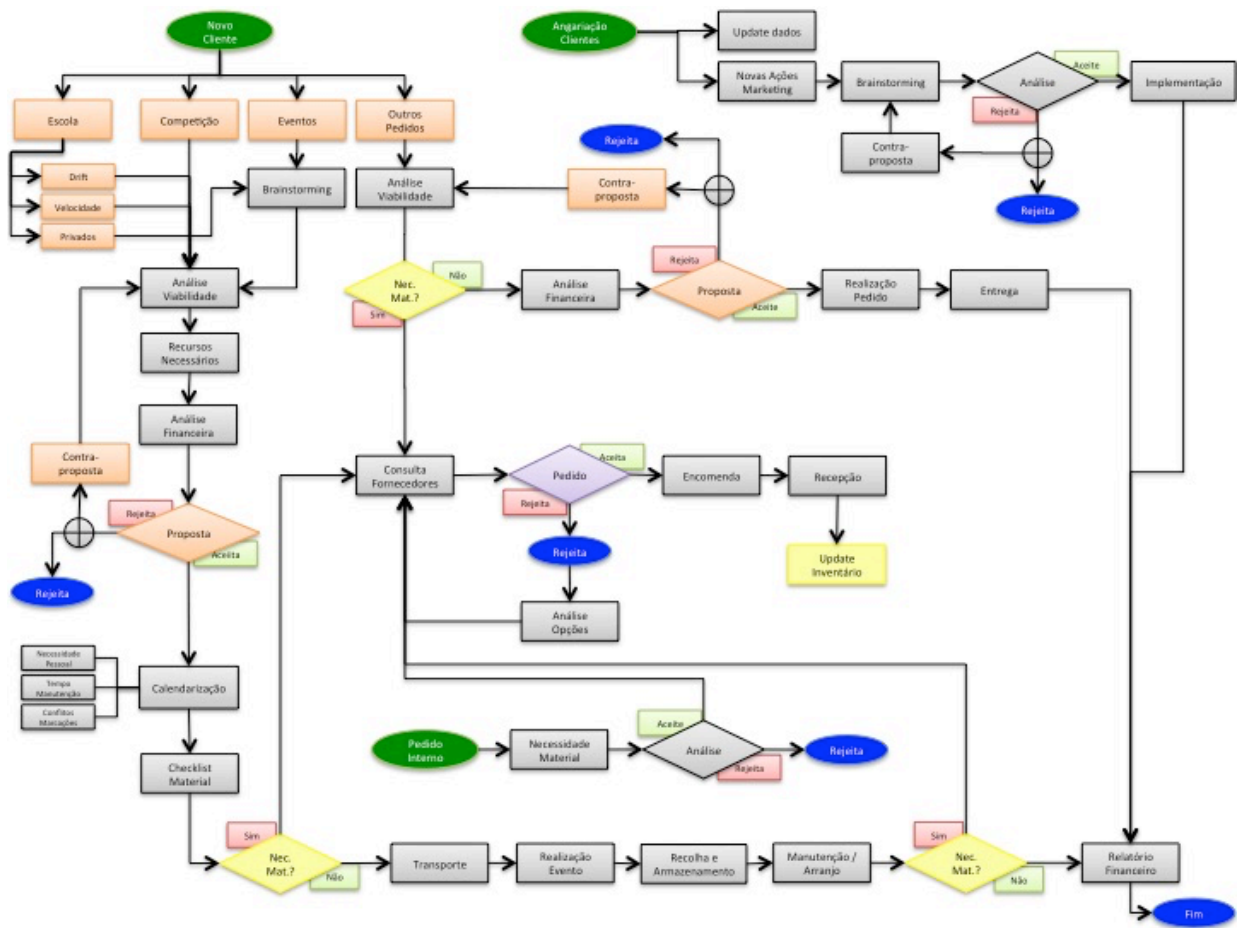 Novo
Cliente
Angariação
Clientes
Update dados
Novas Ações
Marketing
Brainstorming
Análise
Aceite
Implementação
Rejeita
Contra-
proposta
Rejeita
Escola
Competição
Eventos
Outros
Pedidos
Rejeita
Drift
Velocidade
Privados
Brainstorming
Análise
Viabilidade
Contra-
proposta
Análise
Viabilidade
Nec.
Mat.?
Não
Sim
Análise
Financeira
Rejeita
Proposta
Aceite
Realização
Pedido
Entrega
Recursos
Necessários
Análise
Financeira
Contra-
proposta
Rejeita
Proposta
Aceita
Rejeita
Consulta
Fornecedores
Pedido
Aceita
Rejeita
Encomenda
Recepção
Rejeita
Update
Inventário
Análise
Opções
Necessidade
Pessoal
Tempo
Manutenção
Conflitos
Marcações
Calendarização
Checklist
Material
Pedido
Interno
Necessidade
Material
Aceite
Análise
Rejeita
Rejeita
Sim
Nec.
Mat.?
Não
Transporte
Realização
Evento
Recolha e
Armazenamento
Manutenção /
Arranjo
Sim
Nec.
Mat.?
Não
Relatório
Financeiro
Fim